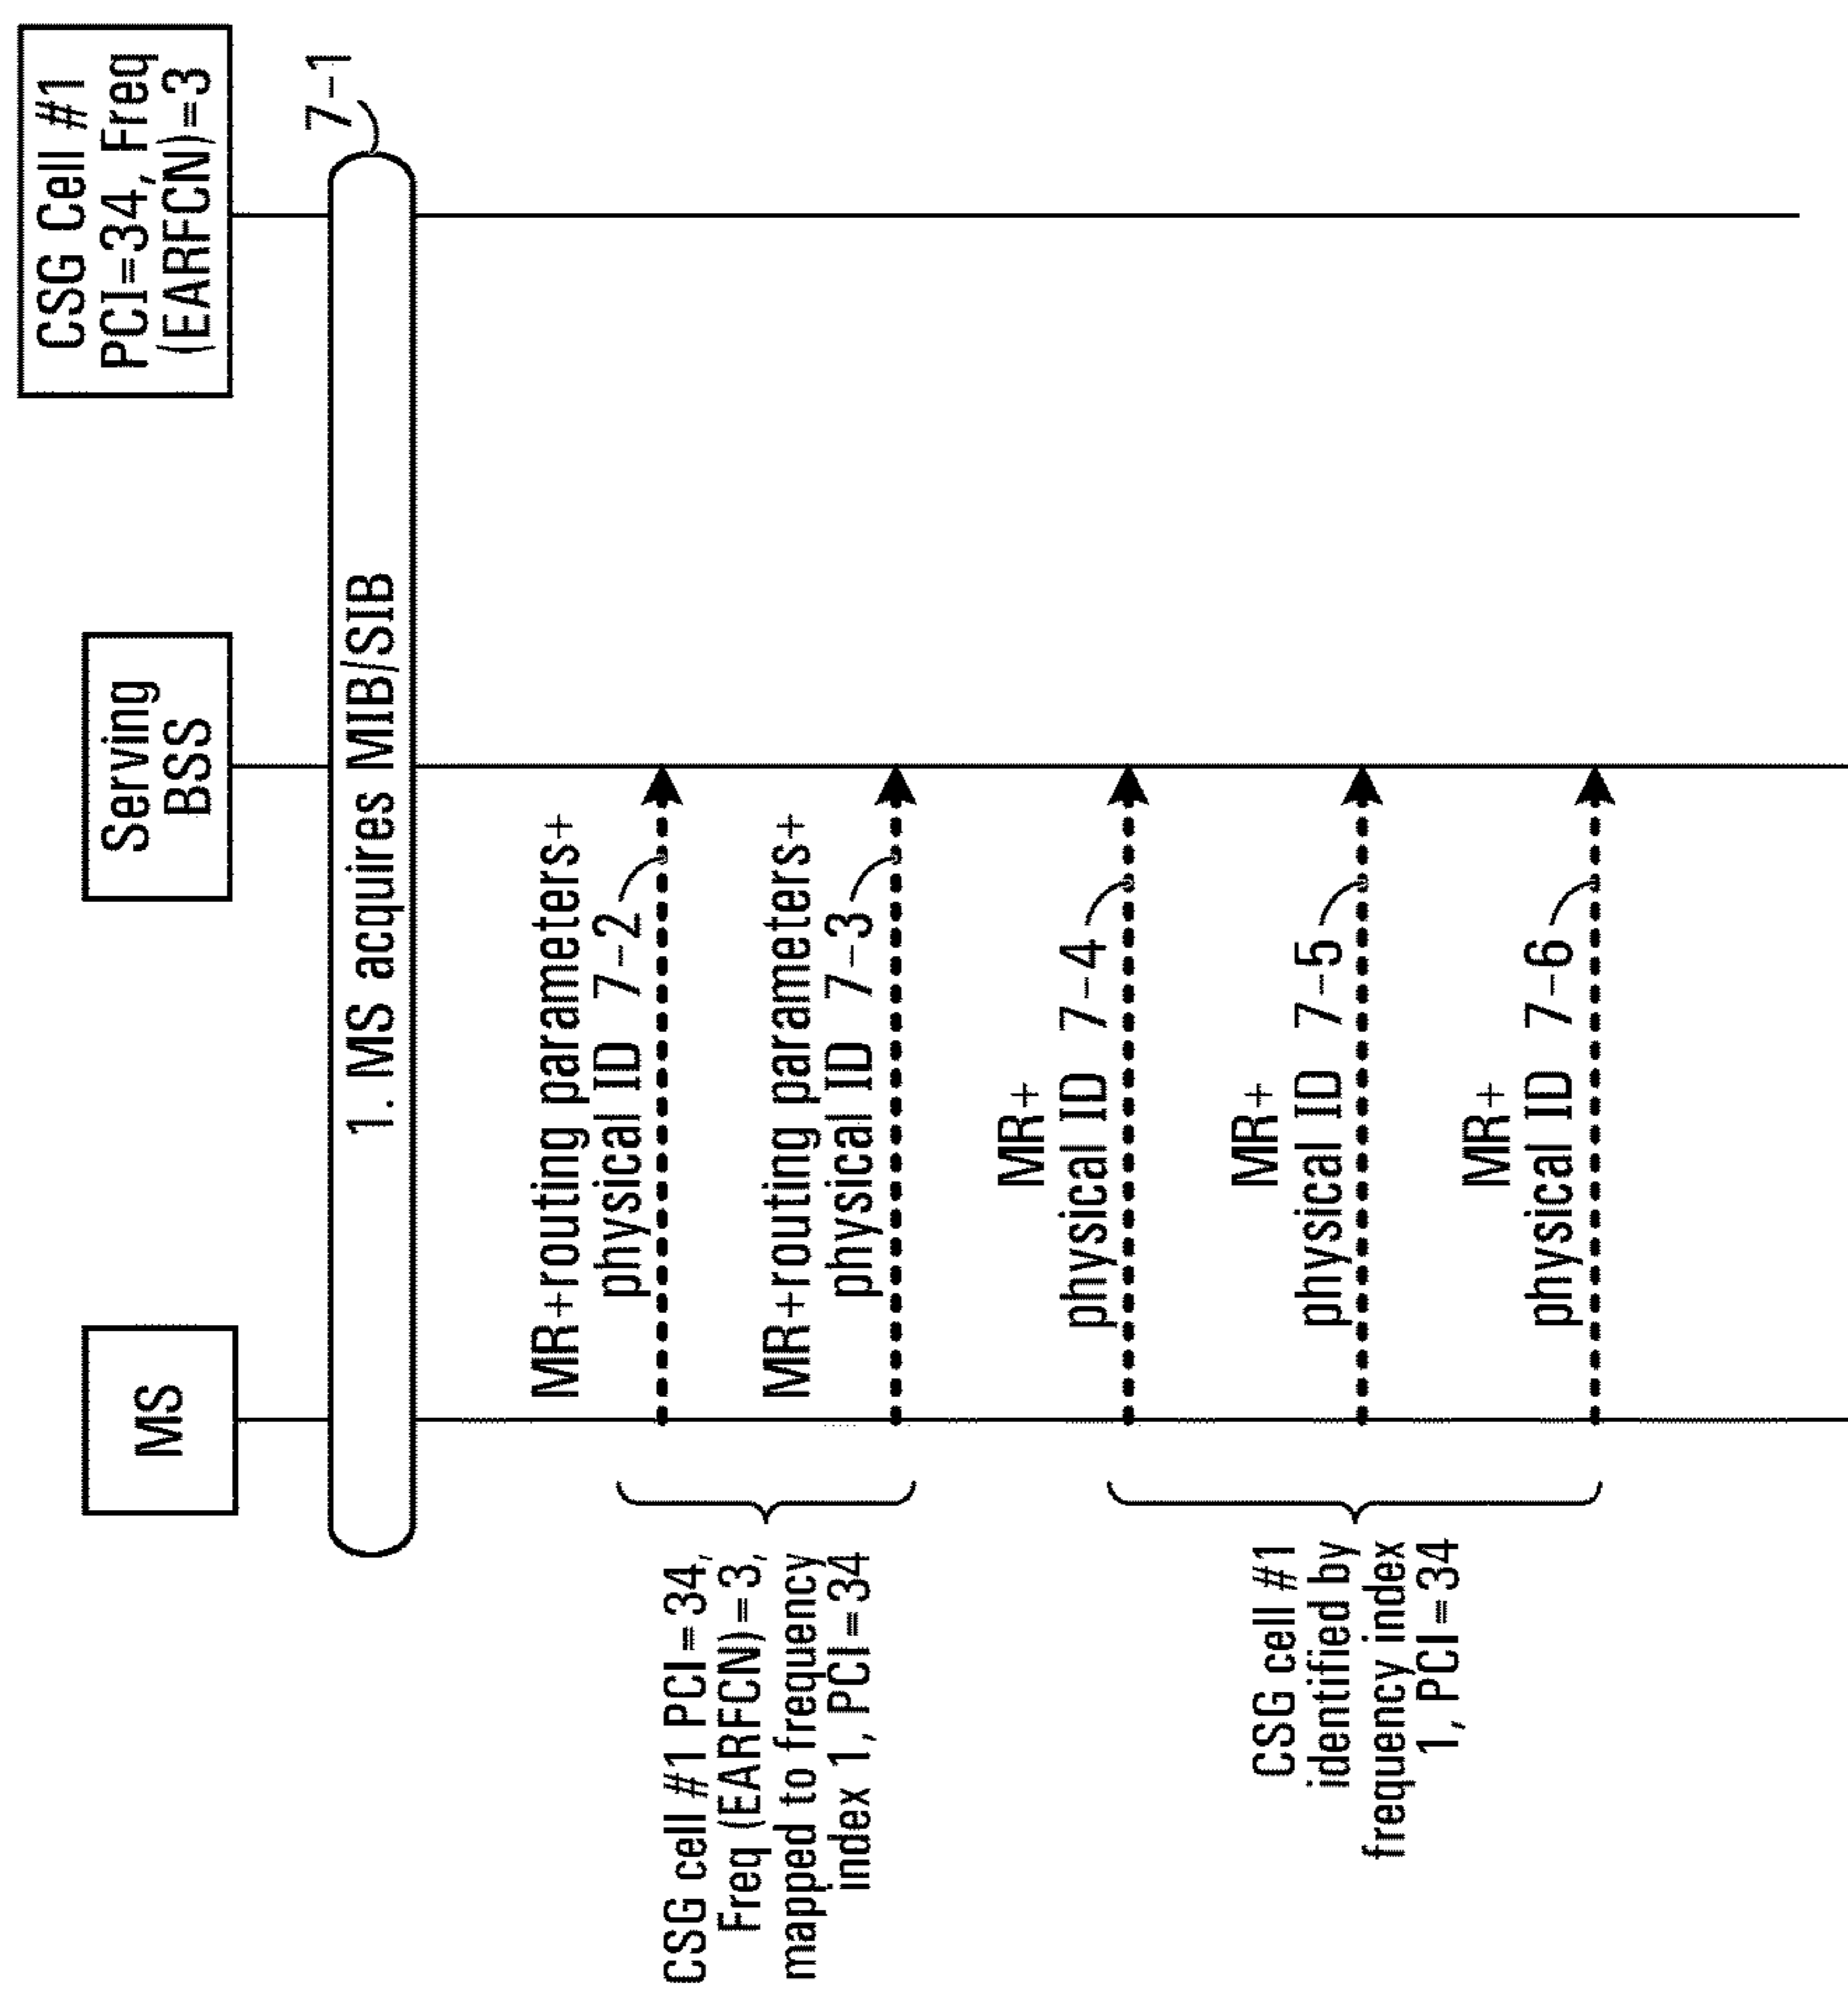 MS
Serving
BSS
CSG Cell #1
PCI=34, Freq
(EARFCN)=3
7-1
1. MS acquires MIB/SIB
MR+routing parameters+
physical ID 7-2
MR+routing parameters+
physical ID 7-3
CSG cell #1 PCI=34,
Freq (EARFCN)=3,
mapped to frequency
index 1, PCI=34
MR+
physical ID 7-4
MR+
physical ID 7-5
MR+
physical ID 7-6
CSG cell #1
identified by
frequency index
1, PCI=34